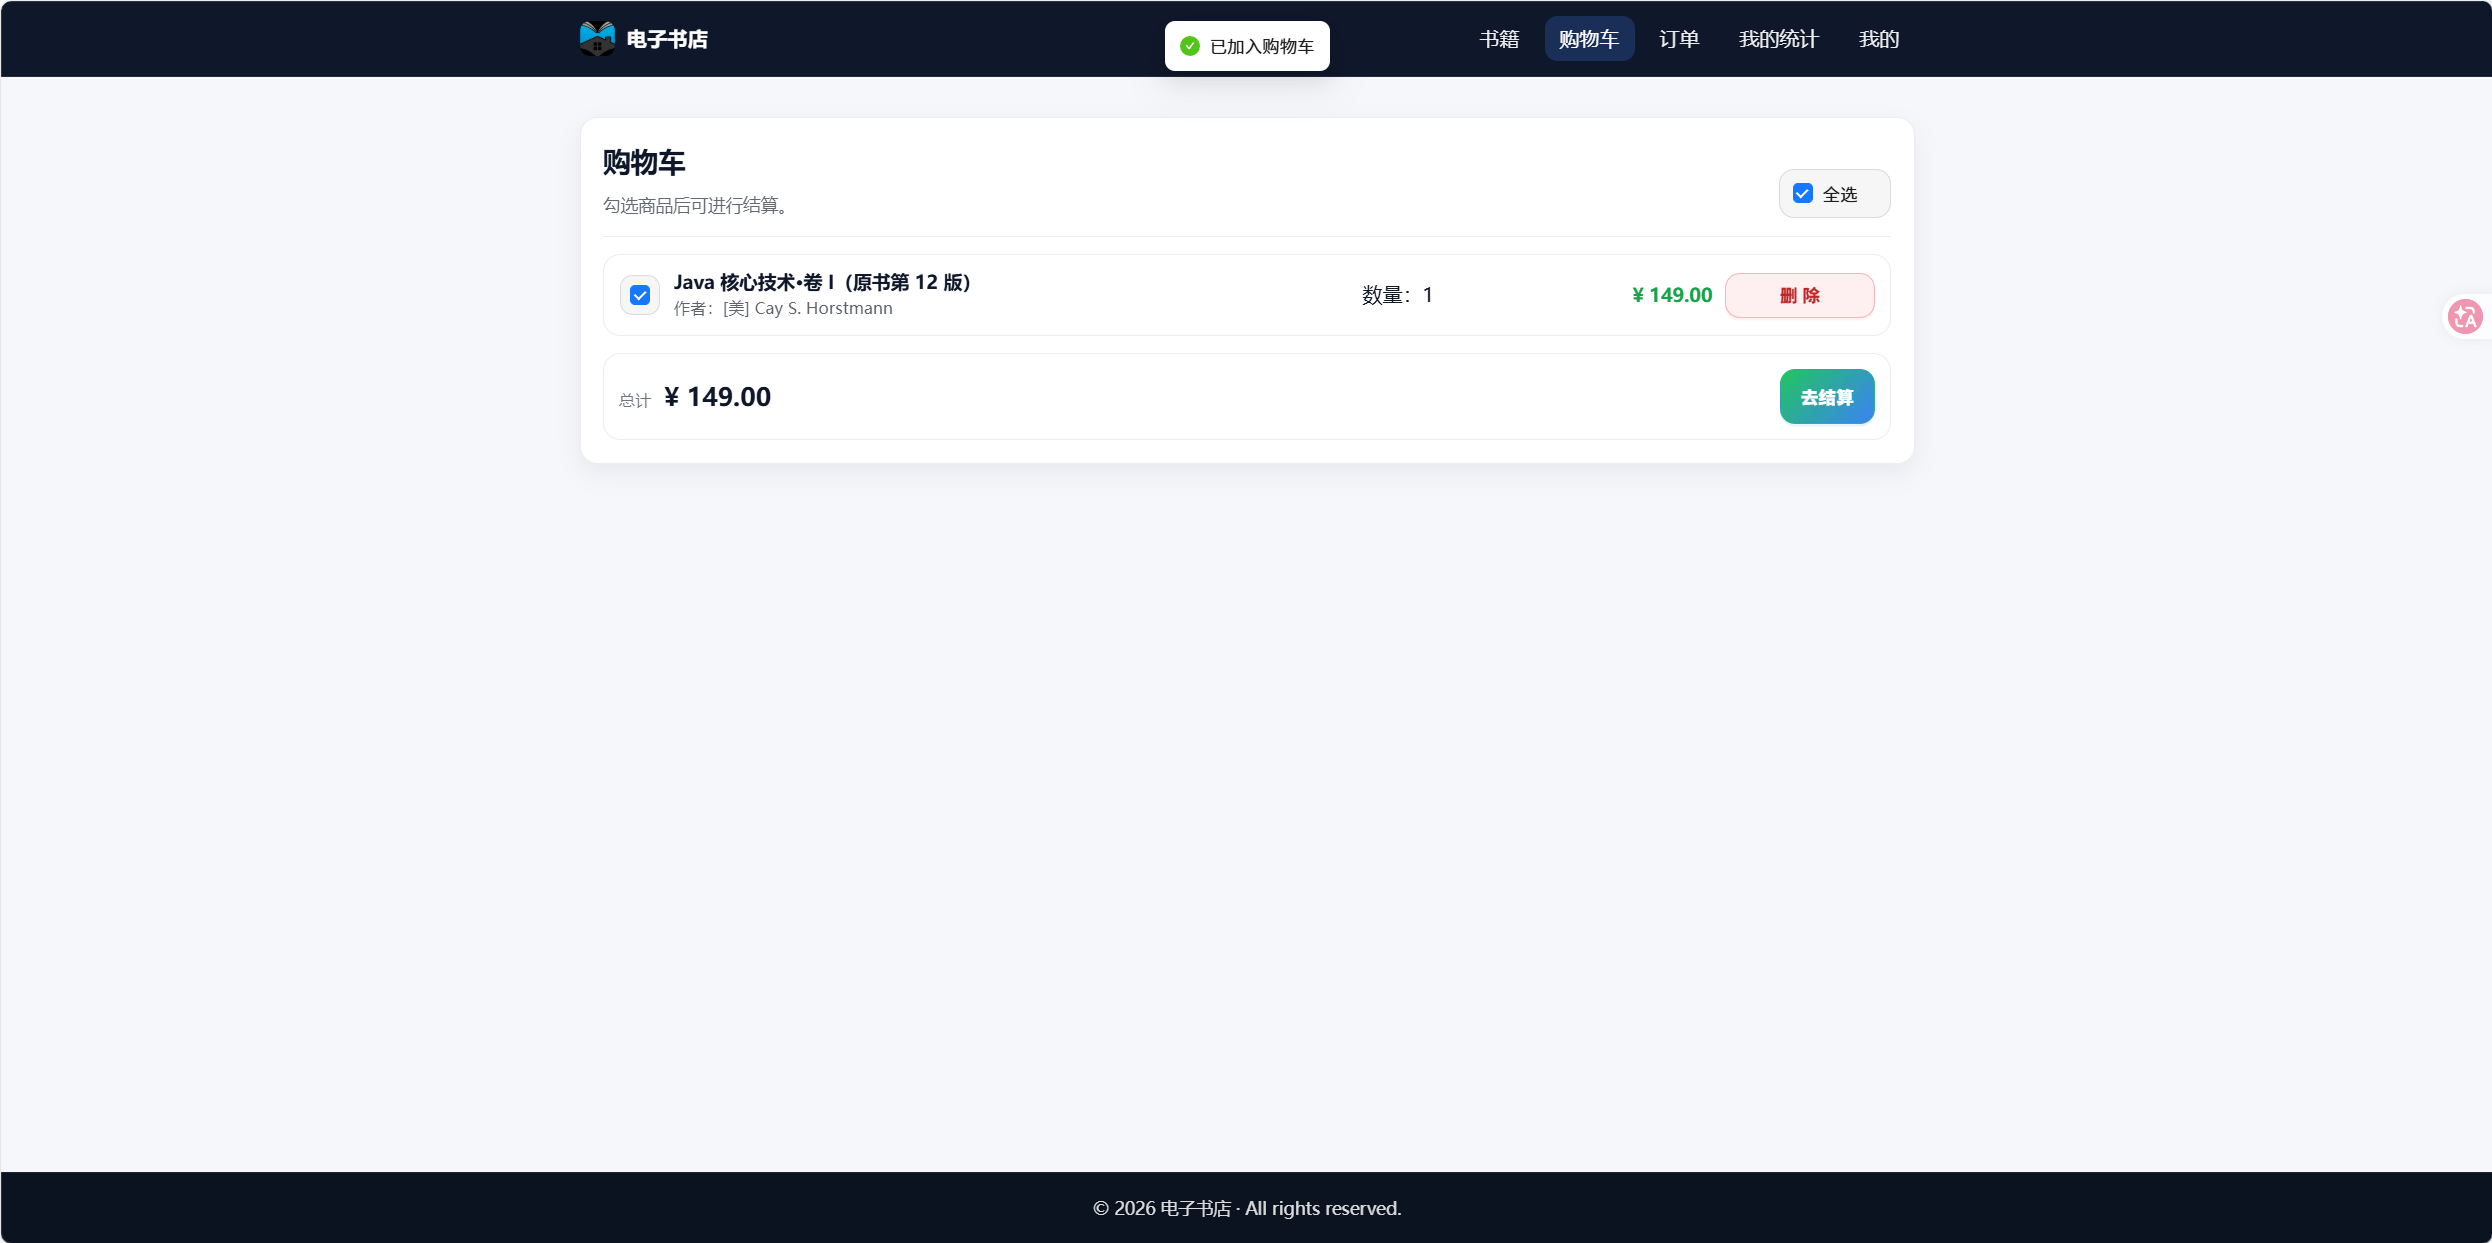 电子书店
已加入购物车
书籍 购物车 订单 我的统计 我的
购物车
勾选商品后可进行结算。
全选
Java 核心技术·卷 I（原书第 12 版）
作者：[美] Cay S. Horstmann
数量：1
¥ 149.00
删 除
总计 ¥ 149.00
去结算
© 2026 电子书店 · All rights reserved.